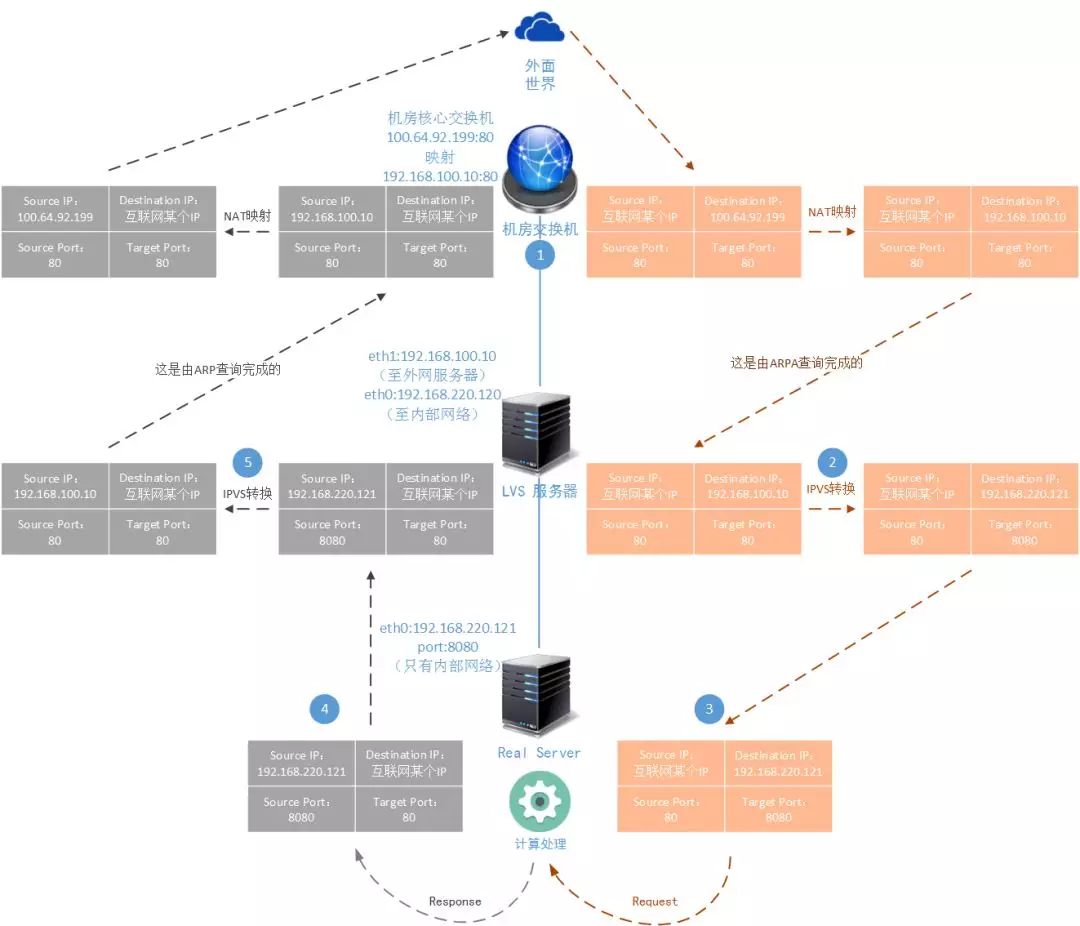 外面
世界
机房核心交换机
100.64.92.199:80
映射
192.168.100.10:80
机房交换机
1
Source IP:
100.64.92.199
Destination IP:
互联网某个IP
Source Port:
80
Target Port:
80
NAT映射
Source IP:
192.168.100.10
Destination IP:
互联网某个IP
Source Port:
80
Target Port:
80
Source IP:
互联网某个IP
Destination IP:
100.64.92.199
Source Port:
80
Target Port:
80
NAT映射
Source IP:
互联网某个IP
Destination IP:
192.168.100.10
Source Port:
80
Target Port:
80
这是由ARP查询完成的
eth1:192.168.100.10
(至外网服务器)
eth0:192.168.220.120
(至内部网络)
这是由ARPA查询完成的
LVS 服务器
Source IP:
192.168.100.10
Destination IP:
互联网某个IP
Source Port:
80
Target Port:
80
5
IPVS转换
Source IP:
192.168.220.121
Destination IP:
互联网某个IP
Source Port:
8080
Target Port:
80
Source IP:
互联网某个IP
Destination IP:
192.168.100.10
Source Port:
80
Target Port:
80
2
IPVS转换
Source IP:
互联网某个IP
Destination IP:
192.168.220.121
Source Port:
80
Target Port:
8080
eth0:192.168.220.121
port:8080
(只有内部网络)
4
3
Real Server
Source IP:
192.168.220.121
Destination IP:
互联网某个IP
Source Port:
8080
Target Port:
80
Source IP:
互联网某个IP
Destination IP:
192.168.220.121
Source Port:
80
Target Port:
8080
计算处理
Response
Request